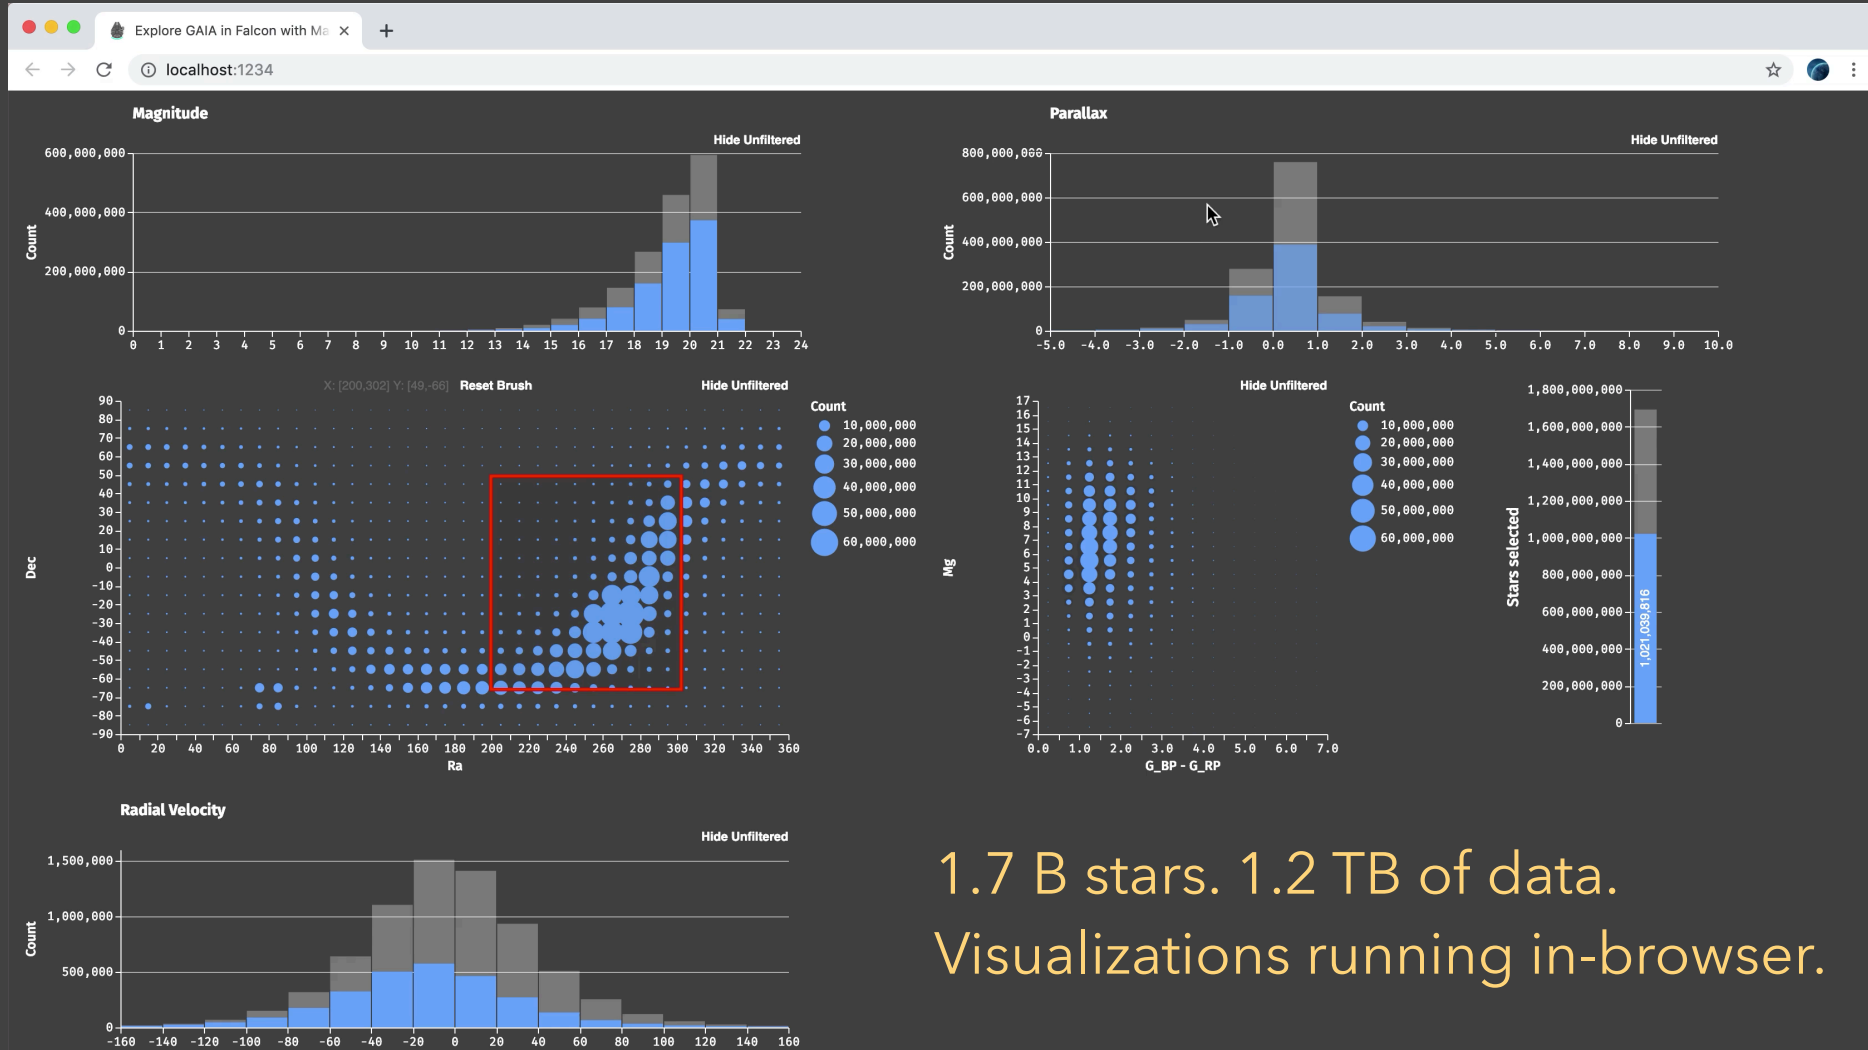 Explore GAIA in Falcon with Ma
localhost:1234
Magnitude
Hide Unfiltered
600,000,000
400,000,000
200,000,000
0
Count
0 1 2 3 4 5 6 7 8 9 10 11 12 13 14 15 16 17 18 19 20 21 22 23 24
Parallax
Hide Unfiltered
800,000,000
600,000,000
400,000,000
200,000,000
0
Count
-5.0 -4.0 -3.0 -2.0 -1.0 0.0 1.0 2.0 3.0 4.0 5.0 6.0 7.0 8.0 9.0 10.0
X: [200,302] Y: [49,-66] Reset Brush Hide Unfiltered
90
80
70
60
50
40
30
20
10
0
-10
-20
-30
-40
-50
-60
-70
-80
-90
Dec
0 20 40 60 80 100 120 140 160 180 200 220 240 260 280 300 320 340 360
Ra
Count
10,000,000
20,000,000
30,000,000
40,000,000
50,000,000
60,000,000
Hide Unfiltered
17
16
15
14
13
12
11
10
9
8
7
6
5
4
3
2
1
0
-1
-2
-3
-4
-5
-6
-7
Mg
0.0 1.0 2.0 3.0 4.0 5.0 6.0 7.0
G_BP - G_RP
Count
10,000,000
20,000,000
30,000,000
40,000,000
50,000,000
60,000,000
1,800,000,000
1,600,000,000
1,400,000,000
1,200,000,000
1,000,000,000
800,000,000
600,000,000
400,000,000
200,000,000
0
Stars selected
1,021,039,816
Radial Velocity
Hide Unfiltered
1,500,000
1,000,000
500,000
0
Count
-160 -140 -120 -100 -80 -60 -40 -20 0 20 40 60 80 100 120 140 160
1.7 B stars. 1.2 TB of data.
Visualizations running in-browser.